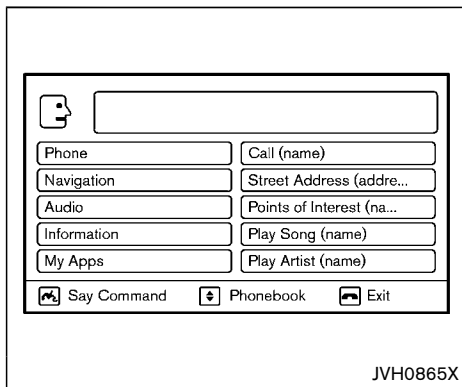 Phone Call (name)
Navigation Street Address (addre...
Audio Points of Interest (na...
Information Play Song (name)
My Apps Play Artist (name)
Say Command Phonebook Exit
JVH0865X